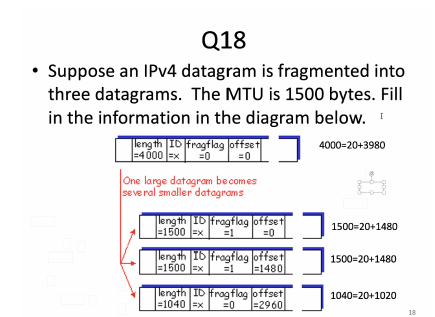 Q18
• Suppose an IPv4 datagram is fragmented into
three datagrams. The MTU is 1500 bytes. Fill
in the information in the diagram below.
length ID fragflag offset
=4000 =x =0 =0
4000=20+3980
One large datagram becomes
several smaller datagrams
length ID fragflag offset
=1500 =x =1 =0
1500=20+1480
length ID fragflag offset
=1500 =x =1 =1480
1500=20+1480
length ID fragflag offset
=1040 =x =0 =2960
1040=20+1020
18